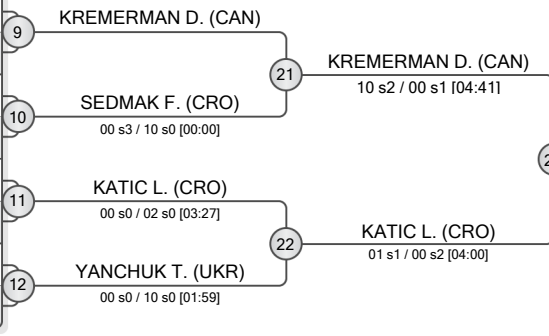 9
KREMERMAN D. (CAN)
21
KREMERMAN D. (CAN)
10 s2 / 00 s1 [04:41]
10
SEDMAK F. (CRO)
00 s3 / 10 s0 [00:00]
11
KATIC L. (CRO)
00 s0 / 02 s0 [03:27]
22
KATIC L. (CRO)
01 s1 / 00 s2 [04:00]
12
YANCHUK T. (UKR)
00 s0 / 10 s0 [01:59]